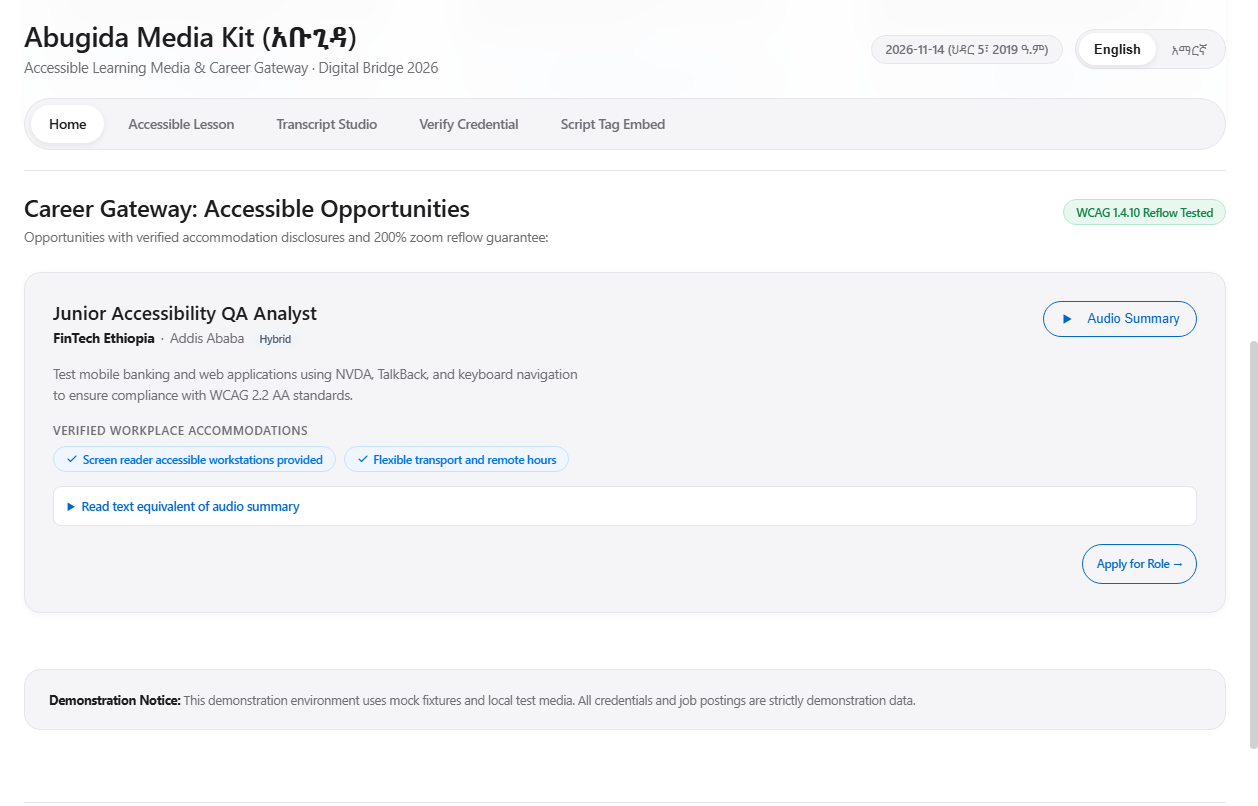 Abugida Media Kit (አቡጊዳ)
Accessible Learning Media & Career Gateway · Digital Bridge 2026
2026-11-14 (ህዳር 5፣ 2019 ዓ.ም)
English
አማርኛ
Home
Accessible Lesson
Transcript Studio
Verify Credential
Script Tag Embed
Career Gateway: Accessible Opportunities
WCAG 1.4.10 Reflow Tested
Opportunities with verified accommodation disclosures and 200% zoom reflow guarantee:
Junior Accessibility QA Analyst
Audio Summary
FinTech Ethiopia · Addis Ababa Hybrid
Test mobile banking and web applications using NVDA, TalkBack, and keyboard navigation
to ensure compliance with WCAG 2.2 AA standards.
VERIFIED WORKPLACE ACCOMMODATIONS
✓ Screen reader accessible workstations provided
✓ Flexible transport and remote hours
▶ Read text equivalent of audio summary
Apply for Role →
Demonstration Notice: This demonstration environment uses mock fixtures and local test media. All credentials and job postings are strictly demonstration data.